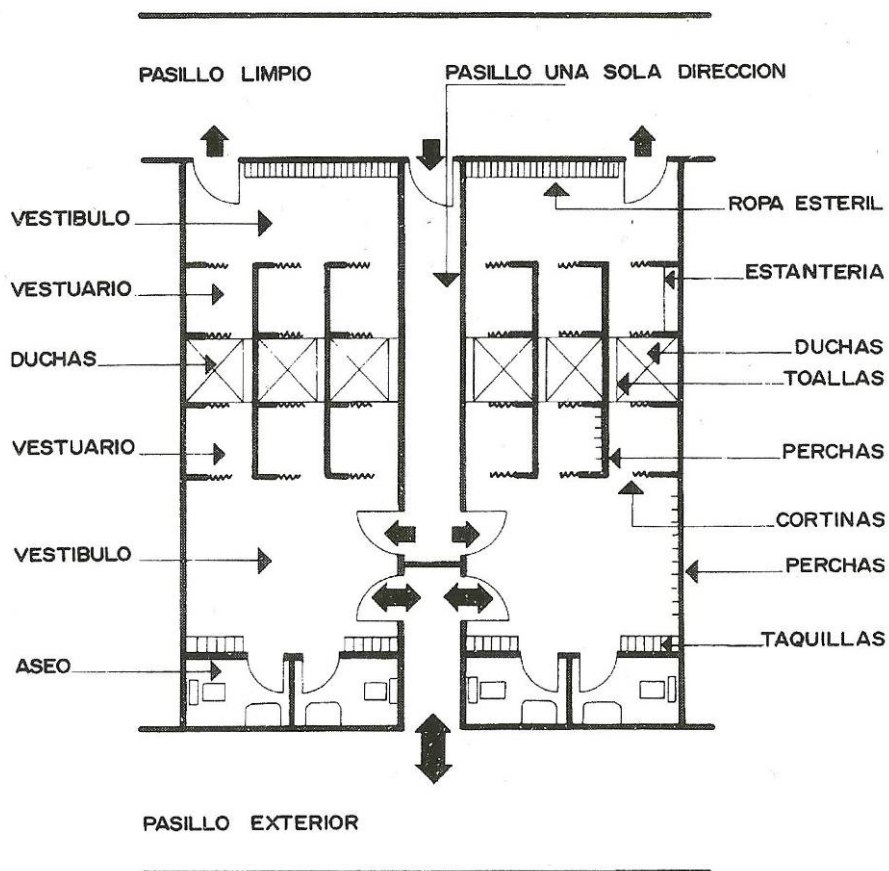 PASILLO LIMPIO
PASILLO UNA SOLA DIRECCION
VESTIBULO
ROPA ESTERIL
VESTUARIO
ESTANTERIA
DUCHAS
DUCHAS
TOALLAS
VESTUARIO
PERCHAS
CORTINAS
VESTIBULO
PERCHAS
TAQUILLAS
ASEO
PASILLO EXTERIOR